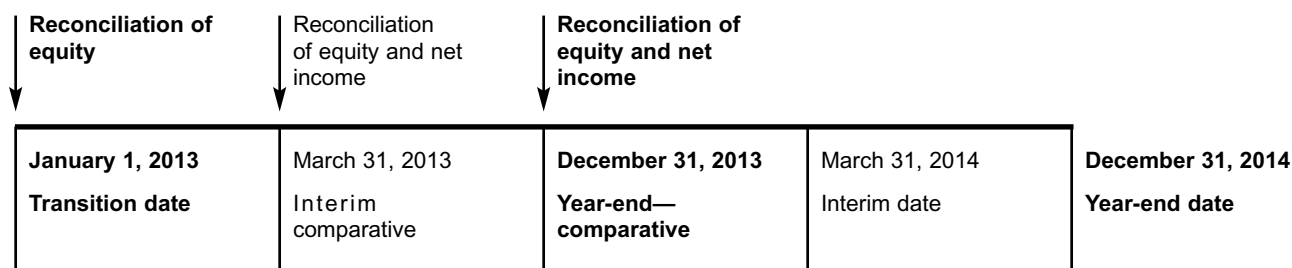 Reconciliation of
equity
Reconciliation
of equity and net
income
Reconciliation of
equity and net
income
January 1, 2013
Transition date
March 31, 2013
Interim
comparative
December 31, 2013
Year-end—
comparative
March 31, 2014
Interim date
December 31, 2014
Year-end date